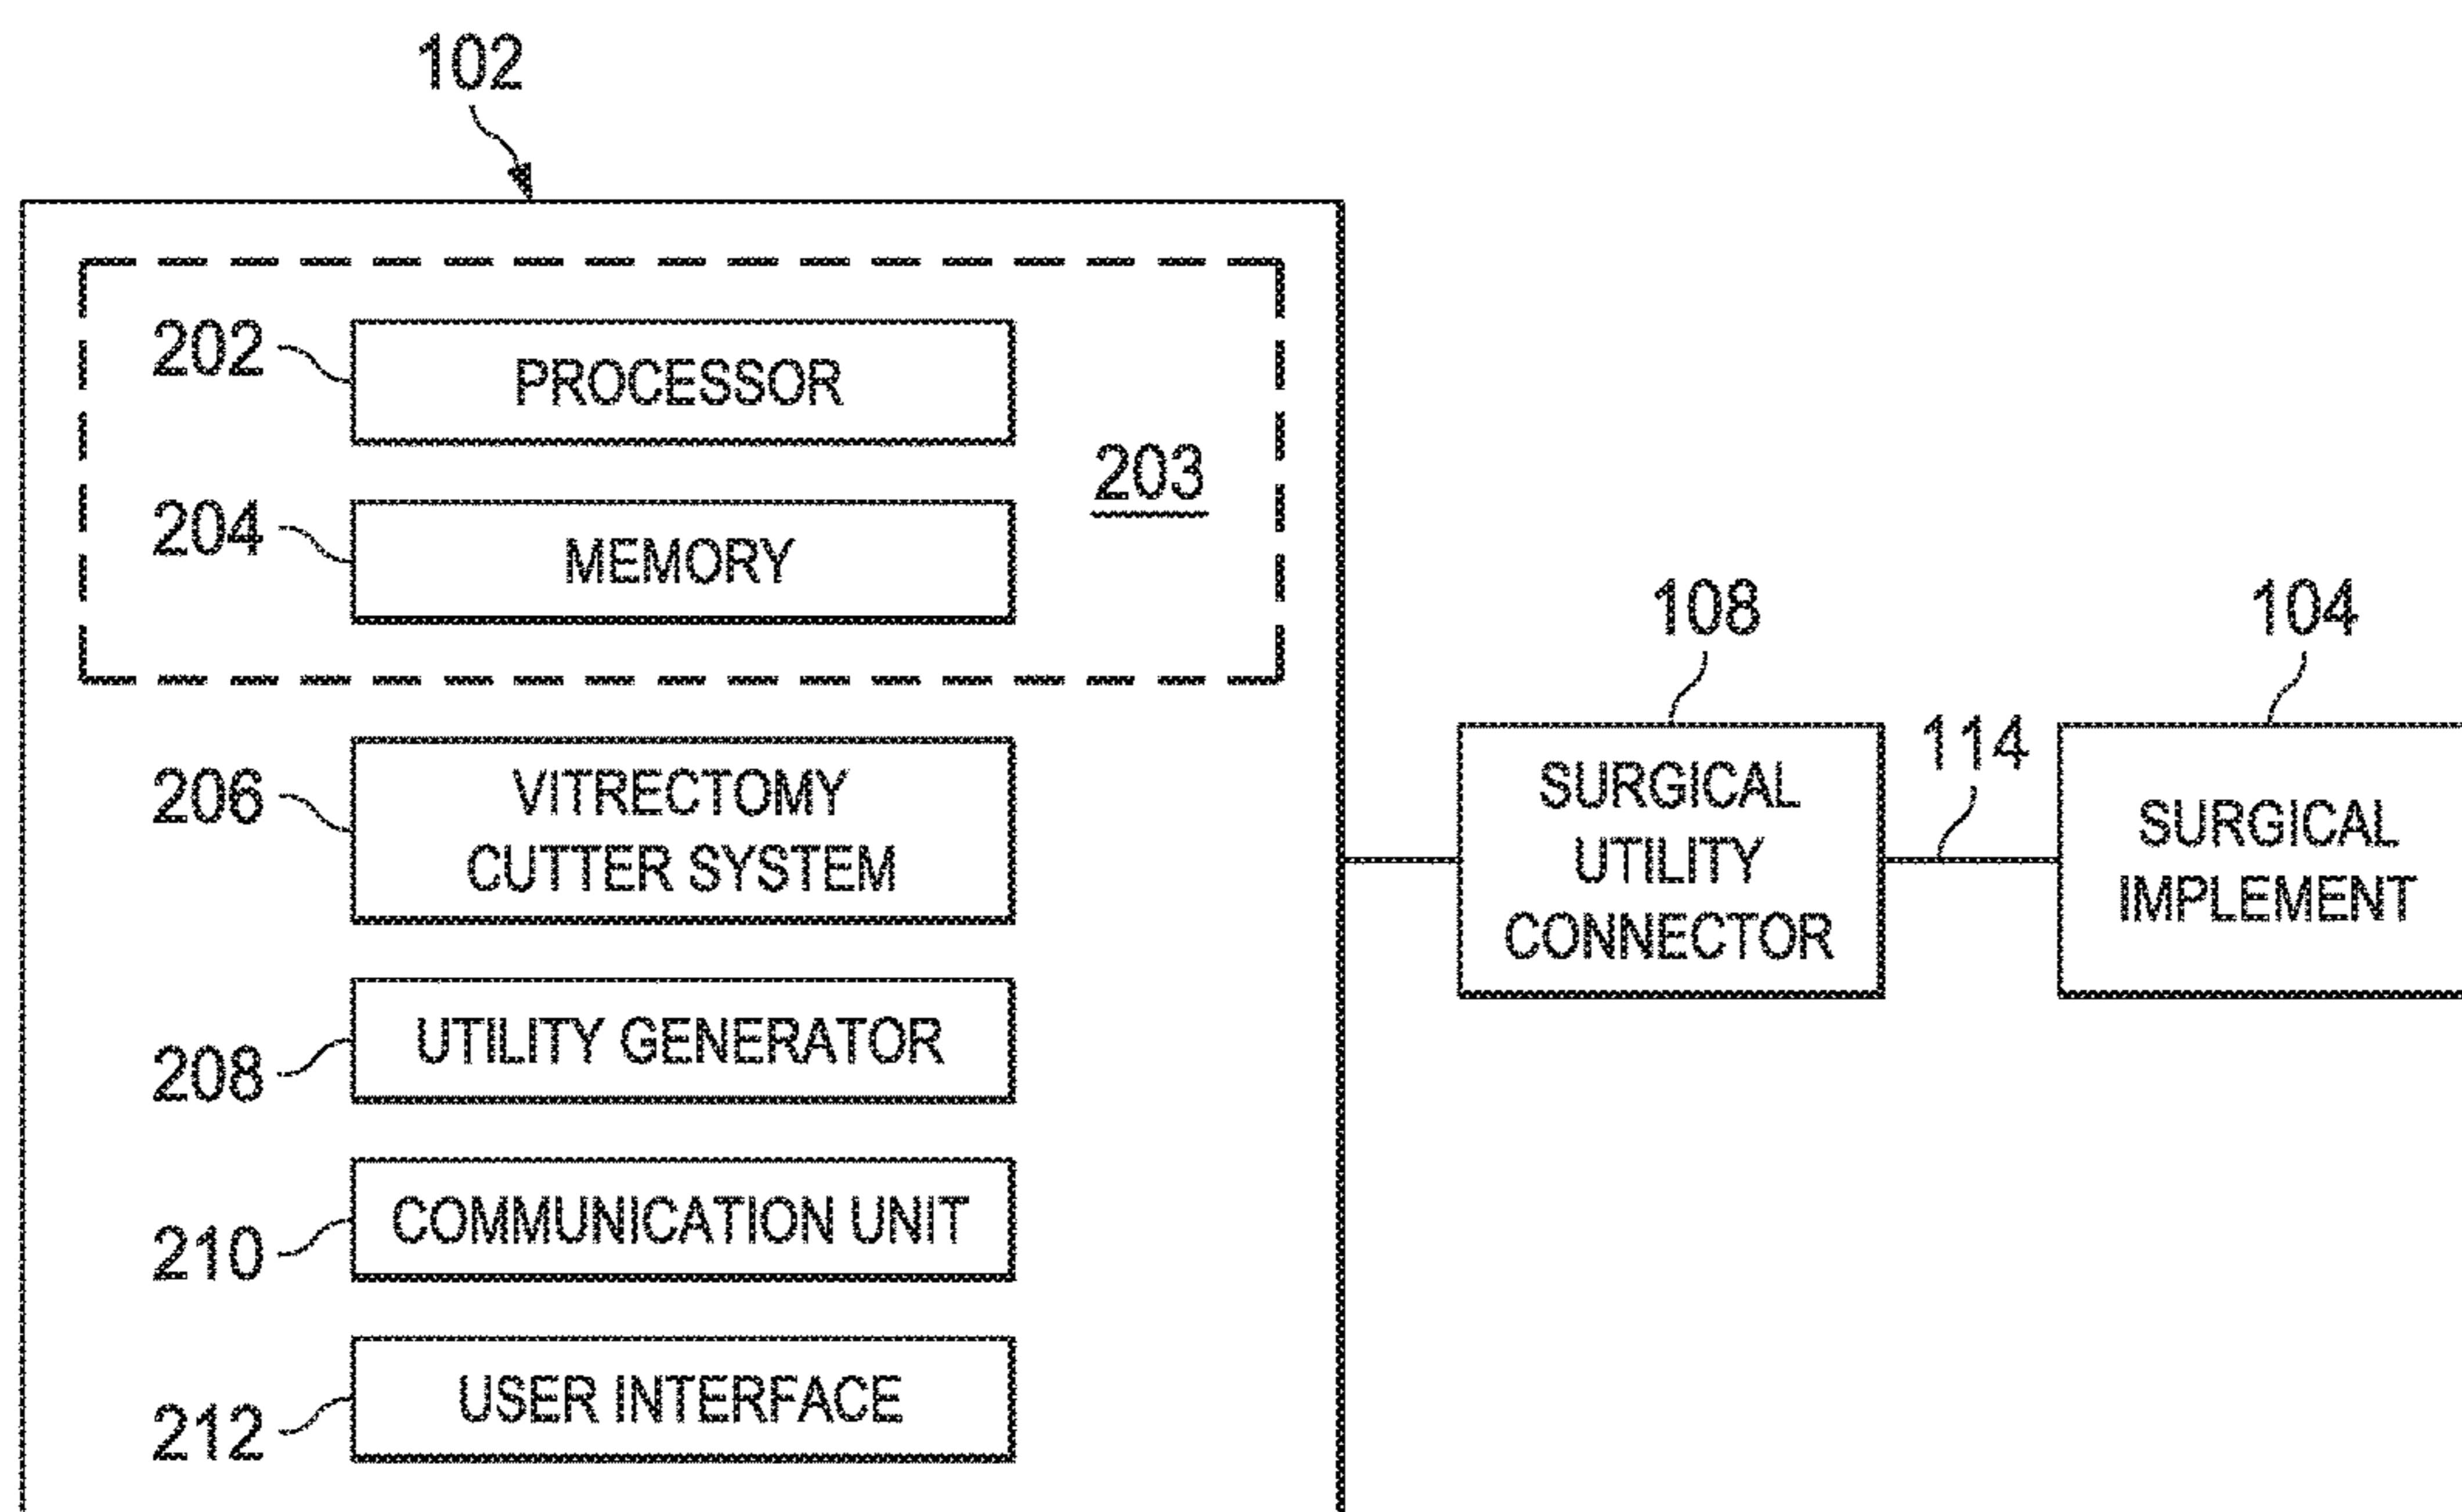 102
202
PROCESSOR
203
204
MEMORY
206
VITRECTOMY
CUTTER SYSTEM
208
UTILITY GENERATOR
210
COMMUNICATION UNIT
212
USER INTERFACE
108
SURGICAL
UTILITY
CONNECTOR
114
104
SURGICAL
IMPLEMENT